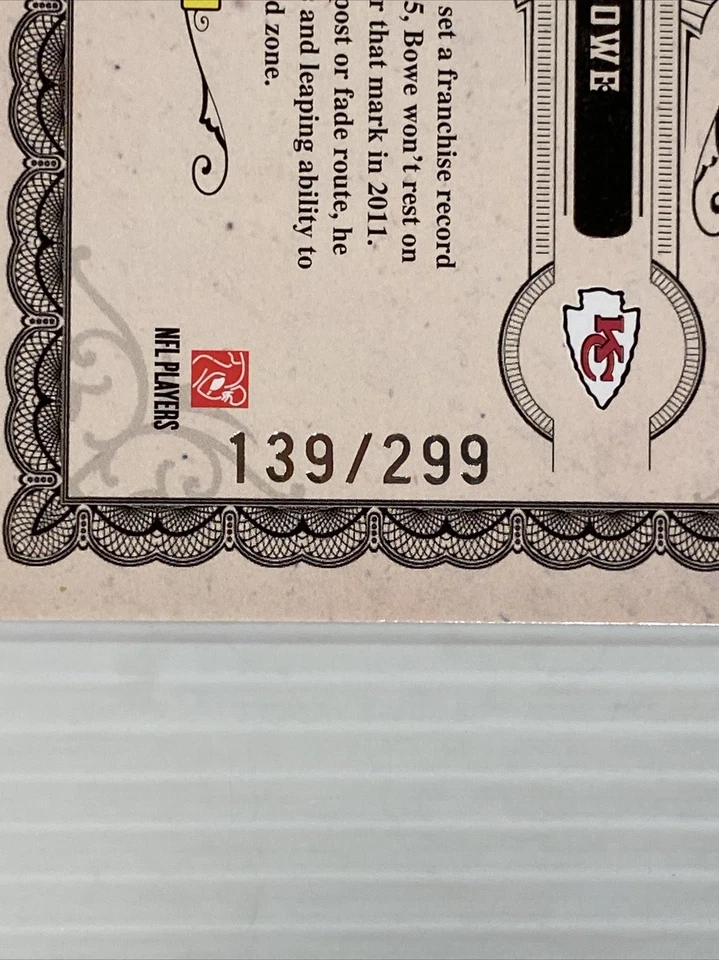 OWE
KC
set a franchise record
5, Bowe won't rest on
r that mark in 2011.
post or fade route, he
and leaping ability to
d zone.
NFL PLAYERS
139/299